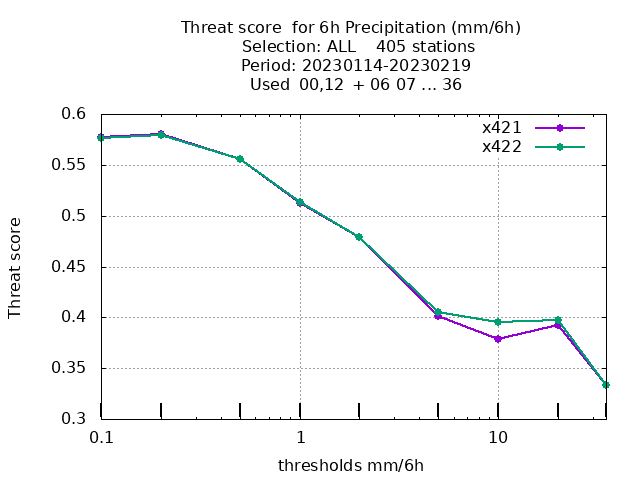 Threat score  for 6h Precipitation (mm/6h)
Selection: ALL    405 stations
Period: 20230114-20230219
Used  00,12  + 06 07 ... 36
x421
x422
0.6
0.55
0.5
0.45
0.4
0.35
0.3
Threat score
0.1
1
10
thresholds mm/6h